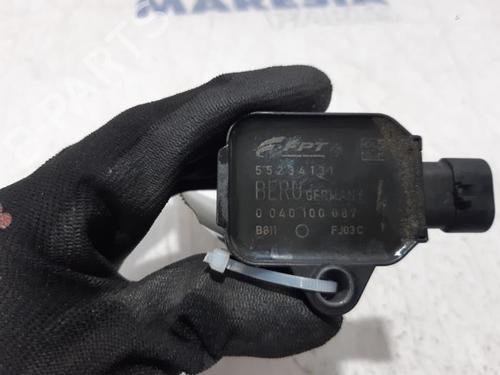 FPT
55234131
BERU GERMANY
0 040 100 087
B811 FJ03C